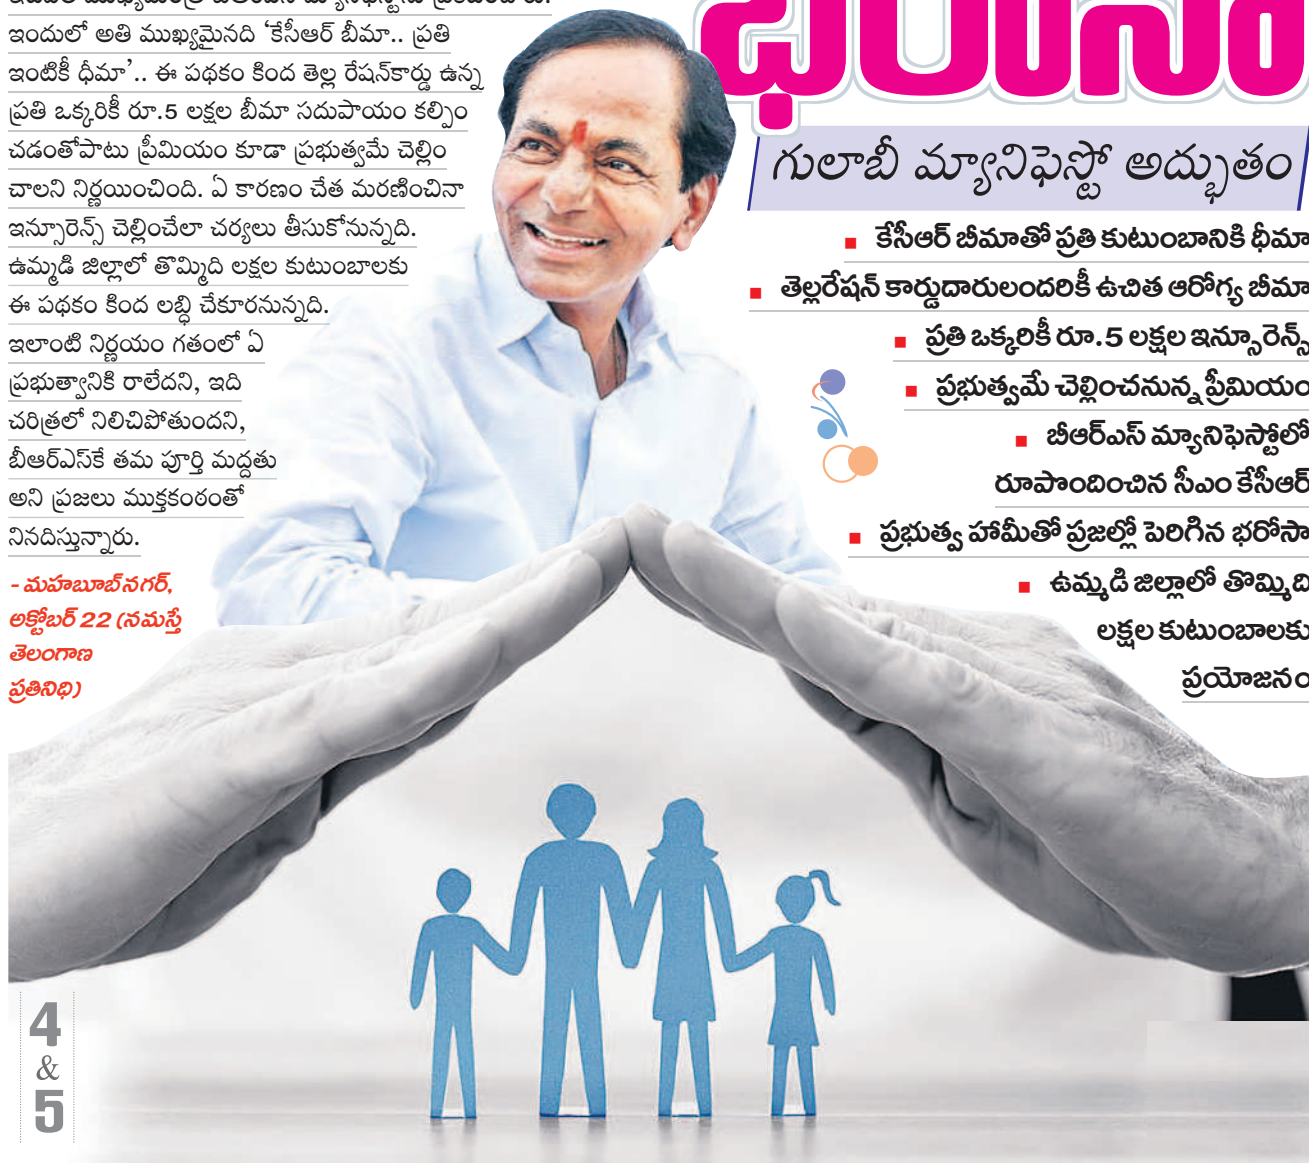 ఇందులో అతి ముఖ్యమైనది ‘కేసీఆర్ బీమా.. ప్రతి
ఇంటికీ ధీమా’.. ఈ పథకం కింద తెల్ల రేషన్‌కార్డు ఉన్న
ప్రతి ఒక్కరికీ రూ.5 లక్షల బీమా సదుపాయం కల్పిం
చడంతోపాటు ప్రీమియం కూడా ప్రభుత్వమే చెల్లిం
చాలని నిర్ణయించింది. ఏ కారణం చేత మరణించినా
ఇన్సూరెన్స్ చెల్లించేలా చర్యలు తీసుకోనున్నది.
ఉమ్మడి జిల్లాలో తొమ్మిది లక్షల కుటుంబాలకు
ఈ పథకం కింద లబ్ధి చేకూరనున్నది.
ఇలాంటి నిర్ణయం గతంలో ఏ
ప్రభుత్వానికి రాలేదని, ఇది
చరిత్రలో నిలిచిపోతుందని,
బీఆర్ఎస్‌కే తమ పూర్తి మద్దతు
అని ప్రజలు ముక్తకంఠంతో
నినదిస్తున్నారు.
- మహబూబ్‌నగర్,
అక్టోబర్ 22 (నమస్తే
తెలంగాణ
ప్రతినిధి)
గులాబీ మ్యానిఫెస్టో అద్భుతం
■ కేసీఆర్ బీమాతో ప్రతి కుటుంబానికి ధీమా
■ తెల్లరేషన్ కార్డుదారులందరికీ ఉచిత ఆరోగ్య బీమా
■ ప్రతి ఒక్కరికీ రూ.5 లక్షల ఇన్సూరెన్స్
■ ప్రభుత్వమే చెల్లించనున్న ప్రీమియం
■ బీఆర్ఎస్ మ్యానిఫెస్టోలో
రూపొందించిన సీఎం కేసీఆర్
■ ప్రభుత్వ హామీతో ప్రజల్లో పెరిగిన భరోసా
■ ఉమ్మడి జిల్లాలో తొమ్మిది
లక్షల కుటుంబాలకు
ప్రయోజనం
4
&
5